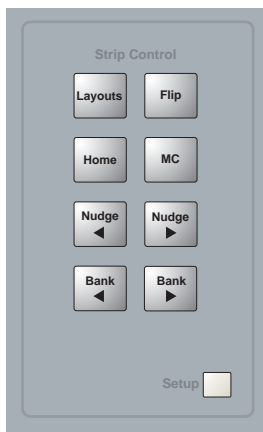 Strip Control
Layouts Flip
Home MC
Nudge Nudge
◀ ▶
Bank Bank
◀ ▶
Setup